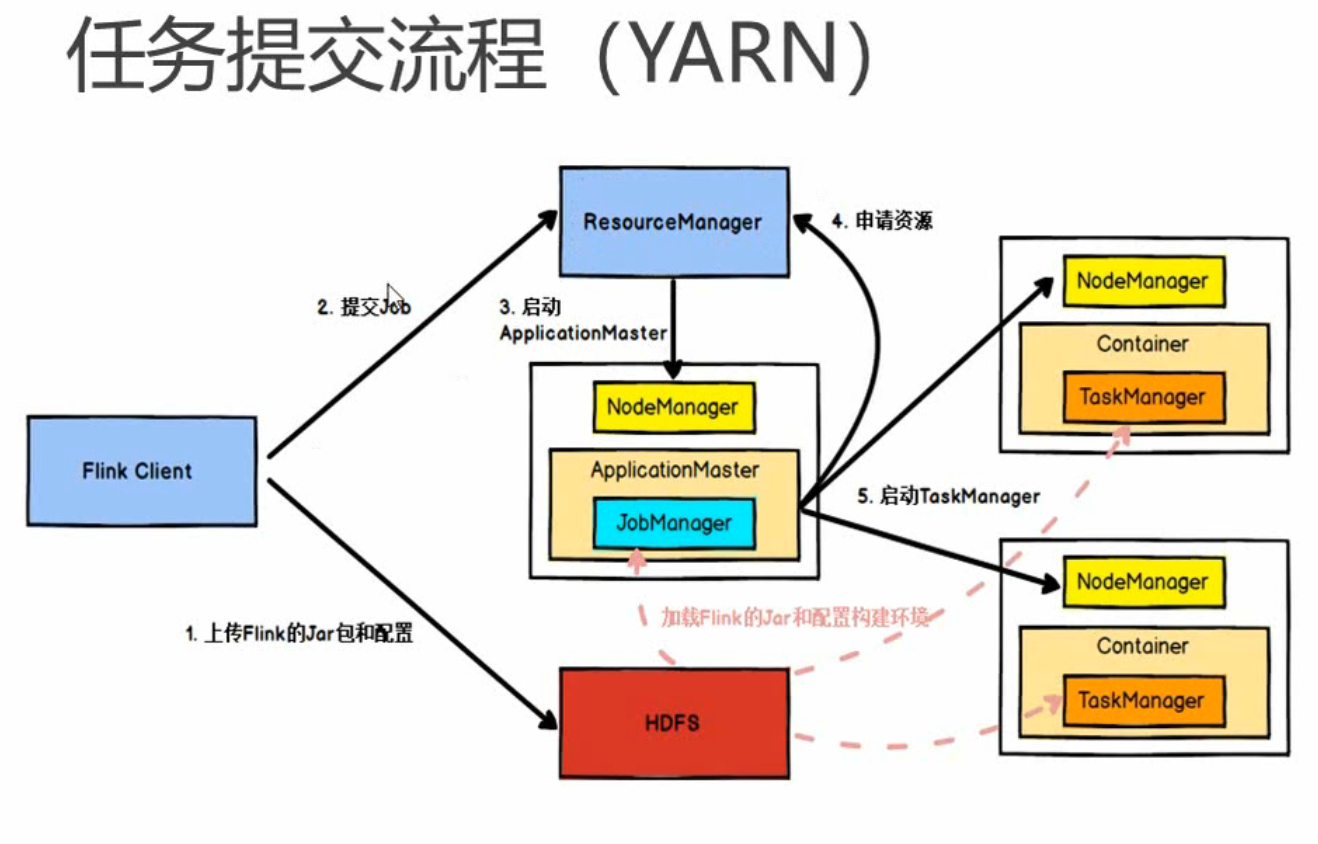 任务提交流程（YARN）
ResourceManager
4. 申请资源
NodeManager
Container
TaskManager
2. 提交Job
3. 启动
ApplicationMaster
NodeManager
ApplicationMaster
JobManager
Flink Client
5. 启动TaskManager
NodeManager
Container
TaskManager
加载Flink的Jar和配置构建环境
1. 上传Flink的Jar包和配置
HDFS